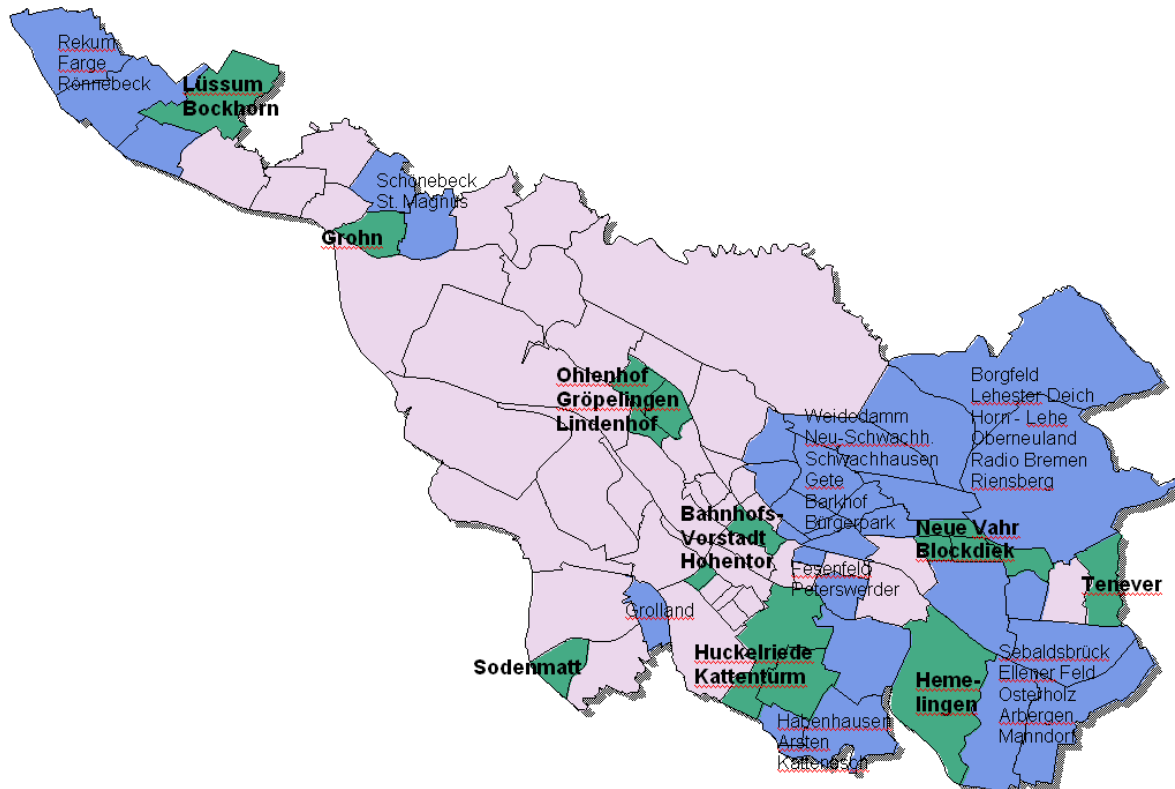 Rekum
Farge
Rönnebeck
Lüssum
Bockhorn
Schönebeck
St. Magnus
Grohn
Ohlenhof
Gröpelingen
Lindenhof
Borgfeld
Lehester Deich
Horn - Lehe
Oberneuland
Radio Bremen
Riensberg
Weidedamm
Neu-Schwachh.
Schwachhausen
Gete
Barkhof
Bürgerpark
Bahnhofs-
Vorstadt
Hohentor
Neue Vahr
Blockdiek
Tenever
Fesenfeld
Peterswerder
Grolland
Sodenmatt
Huckelriede
Kattenturm
Heme-
lingen
Sebaldsbrück
Ellener Feld
Osterholz
Arbergen
Mahndorf
Habenhausen
Arsten
Kattenesch